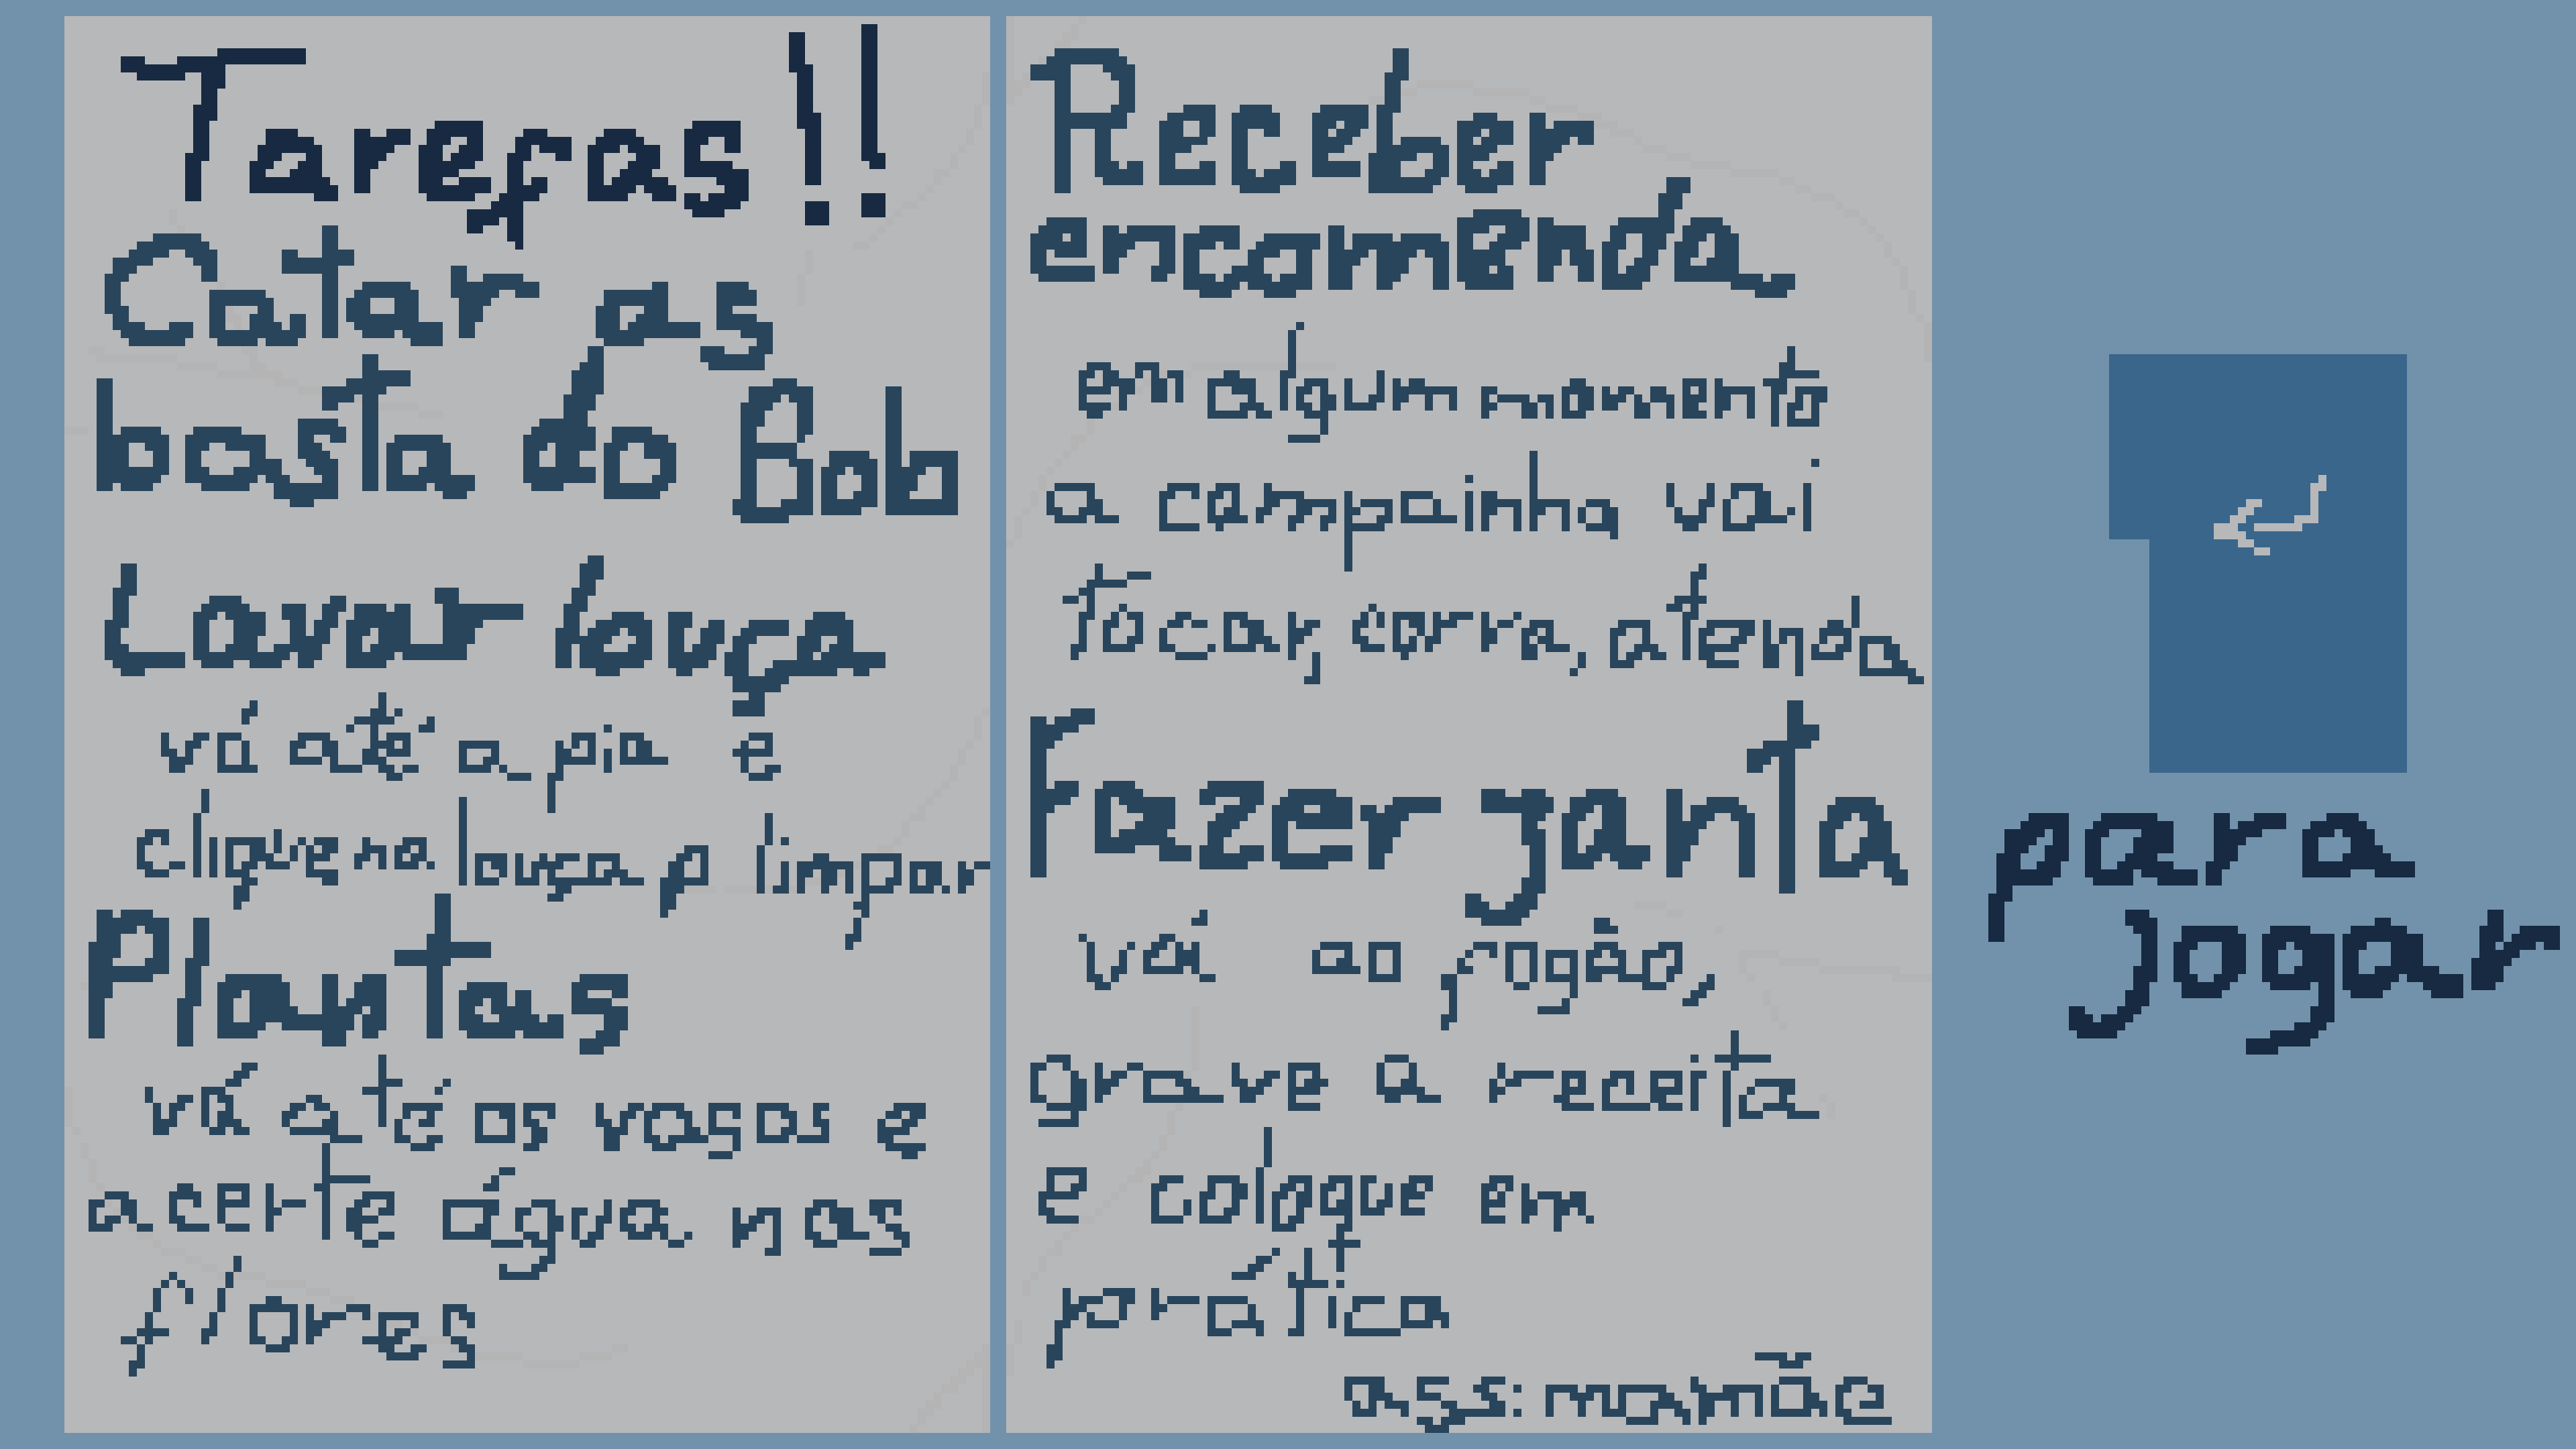 Tarefas!!
Catar as
bosta do Bob
Lavar louça
vá até a pia e
clique na louça p limpar
Plantas
vá até os vasos e
acerte água nas
flores
Receber
encomenda
em algum momento
a campainha vai
tocar, corra, atenda
Fazer janta
vá ao fogão,
grave a receita
e coloque em
prática
ass: mamãe
para
jogar